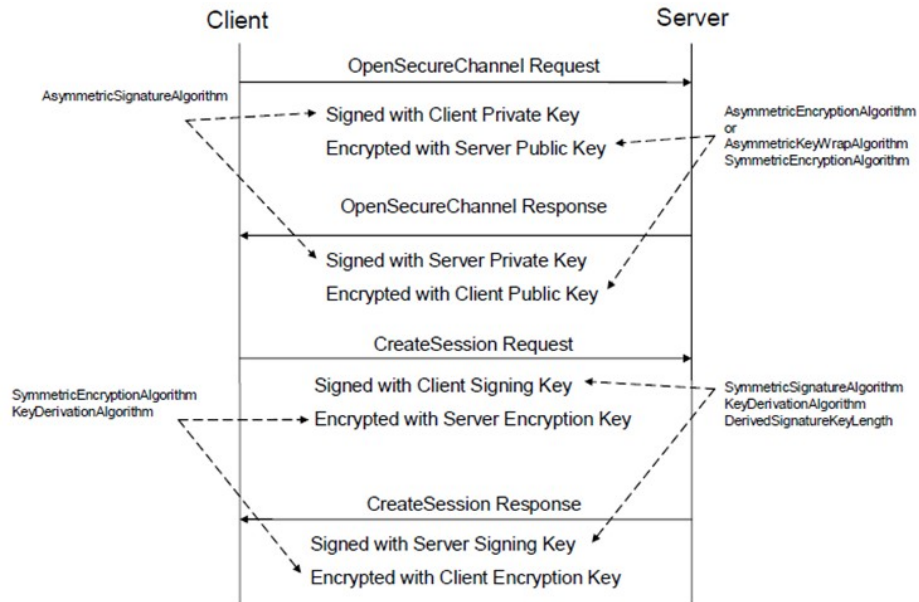 Client
Server
OpenSecureChannel Request
AsymmetricSignatureAlgorithm
Signed with Client Private Key
Encrypted with Server Public Key
AsymmetricEncryptionAlgorithm
or
AsymmetricKeyWrapAlgorithm
SymmetricEncryptionAlgorithm
OpenSecureChannel Response
Signed with Server Private Key
Encrypted with Client Public Key
CreateSession Request
SymmetricEncryptionAlgorithm
KeyDerivationAlgorithm
Signed with Client Signing Key
Encrypted with Server Encryption Key
SymmetricSignatureAlgorithm
KeyDerivationAlgorithm
DerivedSignatureKeyLength
CreateSession Response
Signed with Server Signing Key
Encrypted with Client Encryption Key